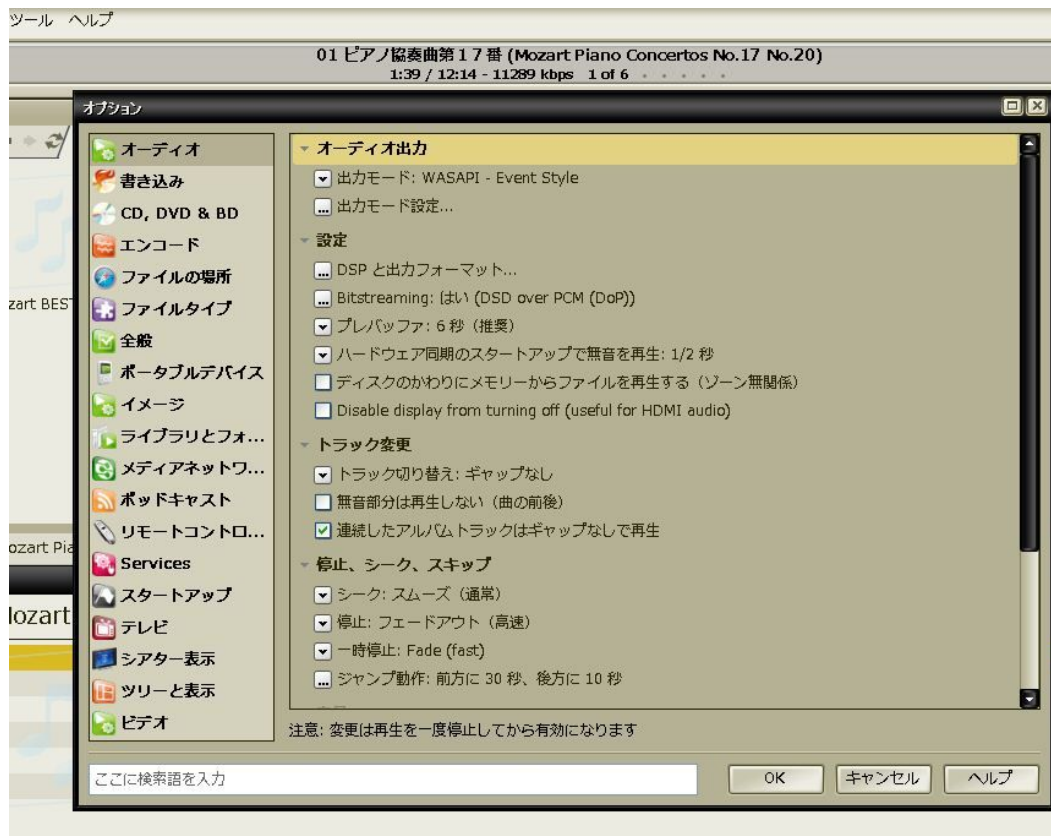 ツール ヘルプ
01 ピアノ協奏曲第１７番 (Mozart Piano Concertos No.17 No.20)
1:39 / 12:14 - 11289 kbps 1 of 6
オプション
zart BES
ozart Pia
lozart
オーディオ
書き込み
CD, DVD & BD
エンコード
ファイルの場所
ファイルタイプ
全般
ポータブルデバイス
イメージ
ライブラリとフォ...
メディアネットワ...
ポッドキャスト
リモートコントロ...
Services
スタートアップ
テレビ
シアター表示
ツリーと表示
ビデオ
オーディオ出力
出力モード: WASAPI - Event Style
出力モード設定...
設定
DSP と出力フォーマット...
Bitstreaming: はい (DSD over PCM (DoP))
プレバッファ: 6 秒（推奨）
ハードウェア同期のスタートアップで無音を再生: 1/2 秒
ディスクのかわりにメモリーからファイルを再生する（ゾーン無関係）
Disable display from turning off (useful for HDMI audio)
トラック変更
トラック切り替え: ギャップなし
無音部分は再生しない（曲の前後）
連続したアルバムトラックはギャップなしで再生
停止、シーク、スキップ
シーク: スムーズ（通常）
停止: フェードアウト（高速）
一時停止: Fade (fast)
ジャンプ動作: 前方に 30 秒、後方に 10 秒
注意: 変更は再生を一度停止してから有効になります
ここに検索語を入力
OK
キャンセル
ヘルプ